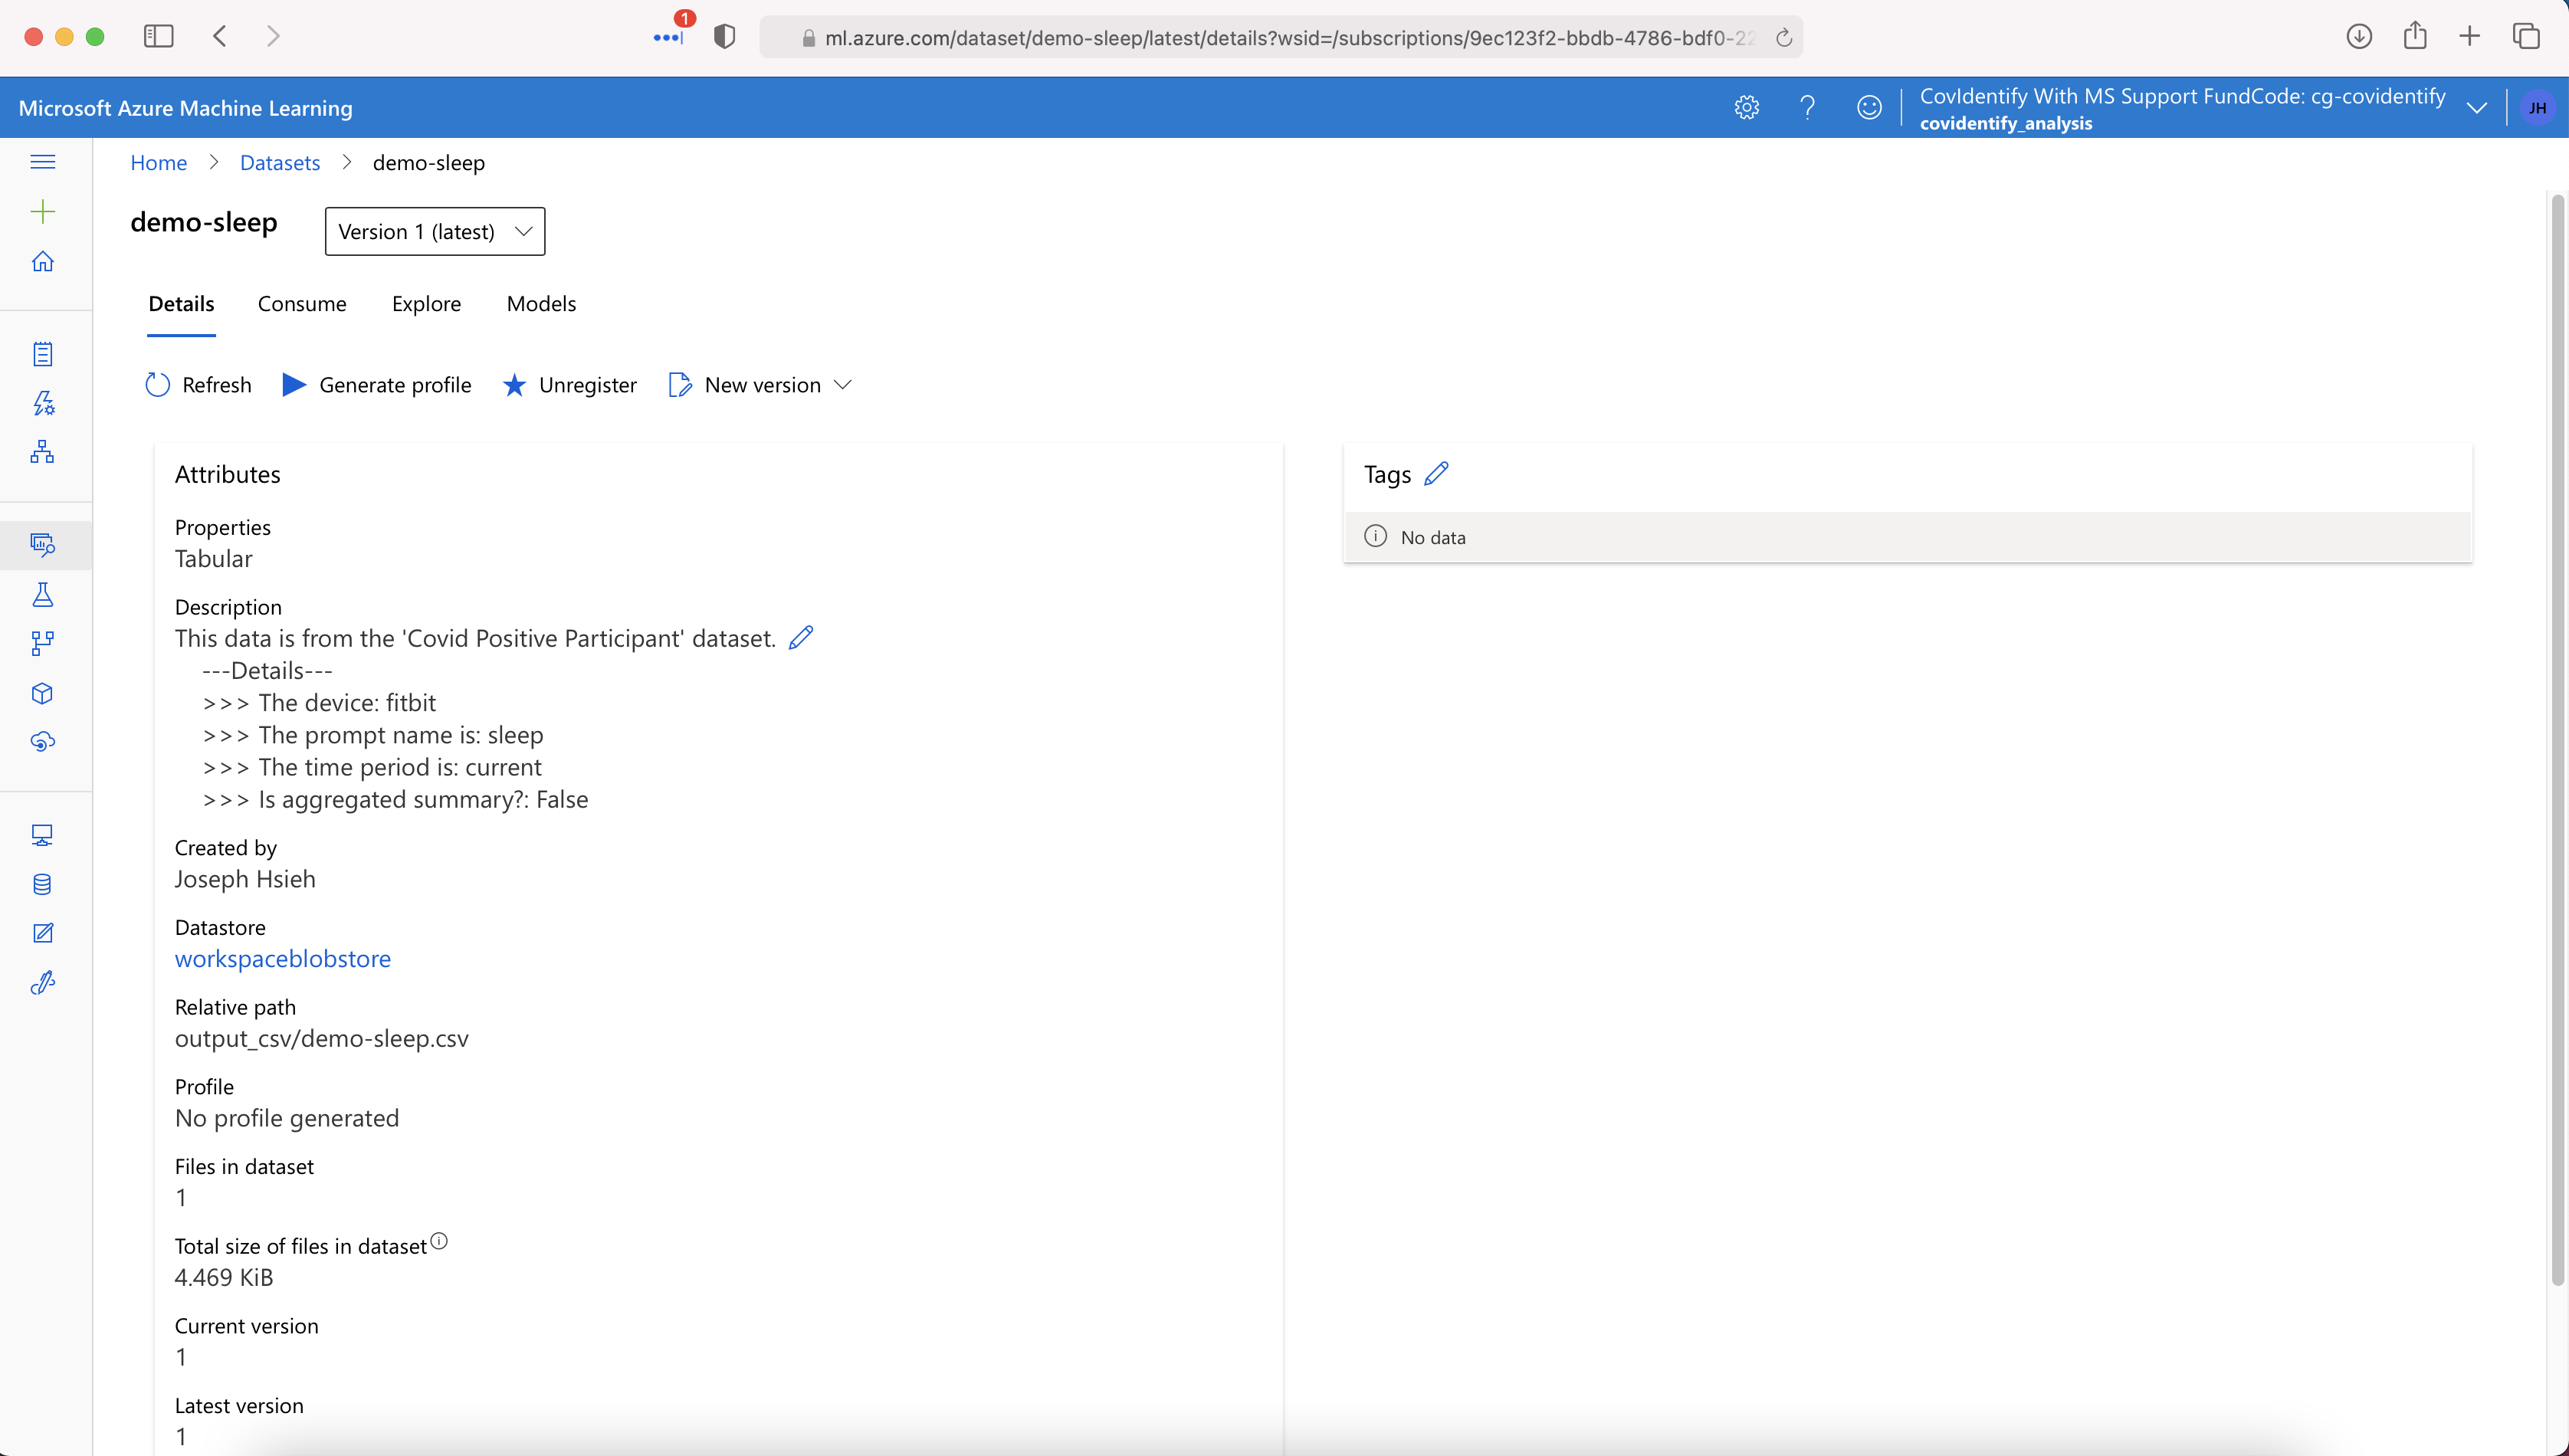 1
ml.azure.com/dataset/demo-sleep/latest/details?wsid=/subscriptions/9ec123f2-bbdb-4786-bdf0-22
Microsoft Azure Machine Learning
CovIdentify With MS Support FundCode: cg-covidentify
covidentify_analysis
JH
Home > Datasets > demo-sleep
demo-sleep
Version 1 (latest)
Details Consume Explore Models
Refresh Generate profile Unregister New version
Attributes
Properties
Tabular
Description
This data is from the 'Covid Positive Participant' dataset.
---Details---
>>> The device: fitbit
>>> The prompt name is: sleep
>>> The time period is: current
>>> Is aggregated summary?: False
Created by
Joseph Hsieh
Datastore
workspaceblobstore
Relative path
output_csv/demo-sleep.csv
Profile
No profile generated
Files in dataset
1
Total size of files in dataset
4.469 KiB
Current version
1
Latest version
1
Tags
No data